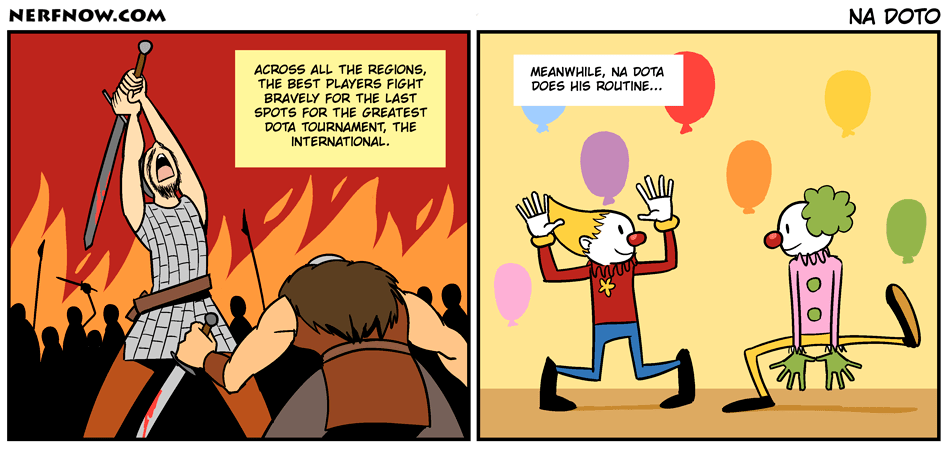 NERFNOW.COM
NA DOTO
ACROSS ALL THE REGIONS,
THE BEST PLAYERS FIGHT
BRAVELY FOR THE LAST
SPOTS FOR THE GREATEST
DOTA TOURNAMENT, THE
INTERNATIONAL.
MEANWHILE, NA DOTA
DOES HIS ROUTINE...